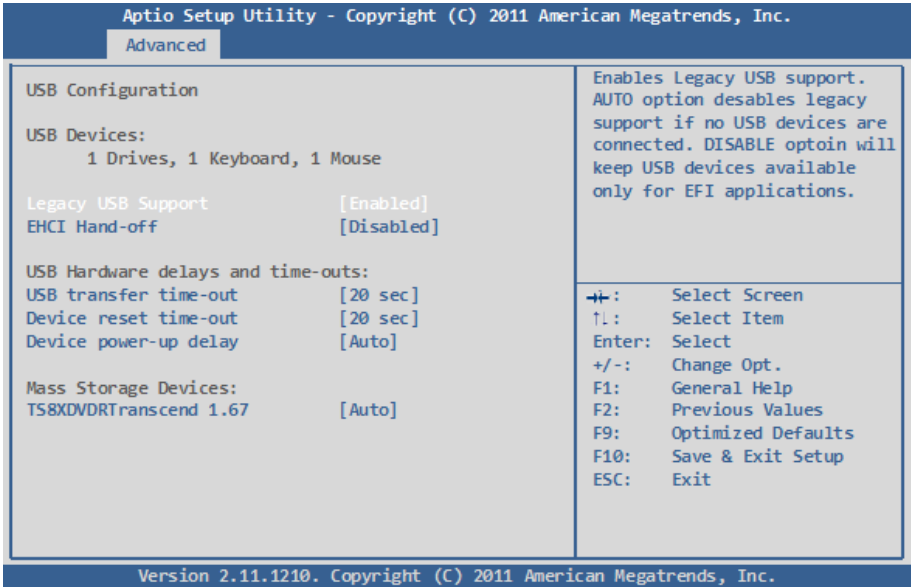 Aptio Setup Utility - Copyright (C) 2011 American Megatrends, Inc.
Advanced
USB Configuration
USB Devices:
1 Drives, 1 Keyboard, 1 Mouse
Legacy USB Support [Enabled]
EHCI Hand-off [Disabled]
USB Hardware delays and time-outs:
USB transfer time-out [20 sec]
Device reset time-out [20 sec]
Device power-up delay [Auto]
Mass Storage Devices:
TS8XDVDRTranscend 1.67 [Auto]
Enables Legacy USB support.
AUTO option desables legacy
support if no USB devices are
connected. DISABLE optoin will
keep USB devices available
only for EFI applications.
→←: Select Screen
↑↓: Select Item
Enter: Select
+/-: Change Opt.
F1: General Help
F2: Previous Values
F9: Optimized Defaults
F10: Save & Exit Setup
ESC: Exit
Version 2.11.1210. Copyright (C) 2011 American Megatrends, Inc.